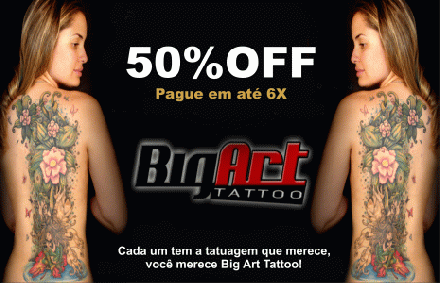 50%OFF
Pague em até 6X
BigArt
TATTOO
Cada um tem a tatuagem que merece,
você merece Big Art Tattoo!